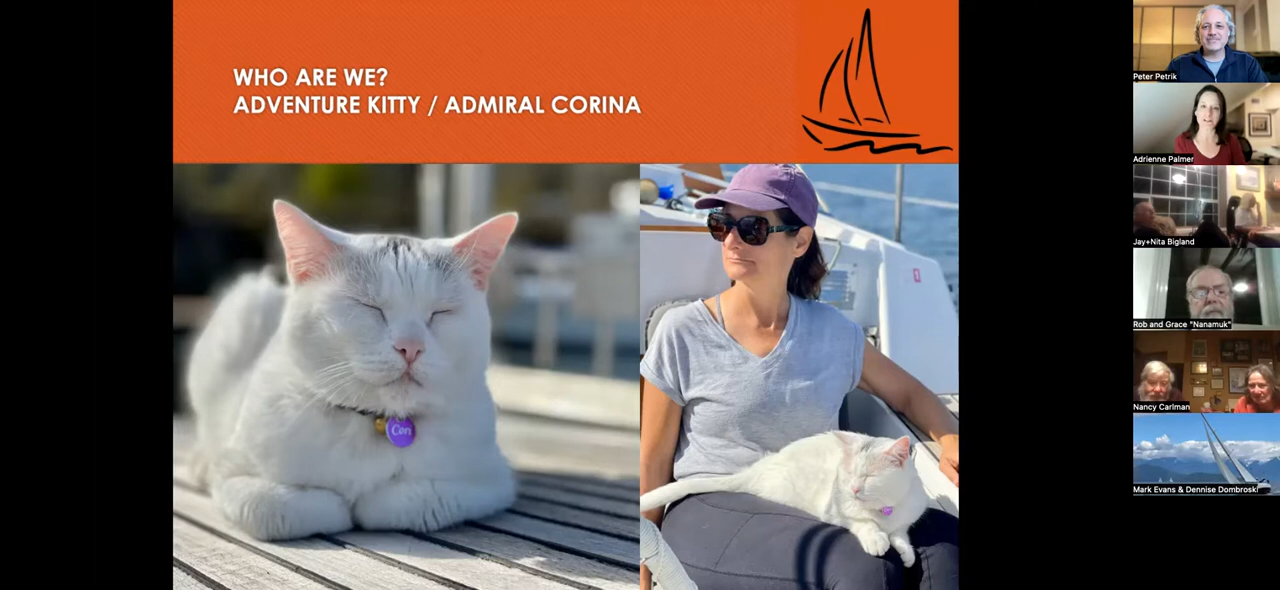 WHO ARE WE?
ADVENTURE KITTY / ADMIRAL CORINA
Cori
Peter Petrik
Adrienne Palmer
Jay+Nita Bigland
Rob and Grace "Nanamuk"
Nancy Carlman
Mark Evans & Dennise Dombroski